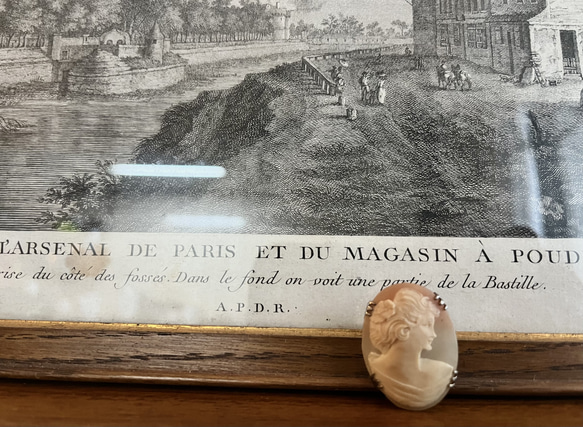 L'ARSENAL DE PARIS ET DU MAGASIN À POUD
rise du côté des fossés. Dans le fond on voit une partie de la Bastille.
A.P.D.R.